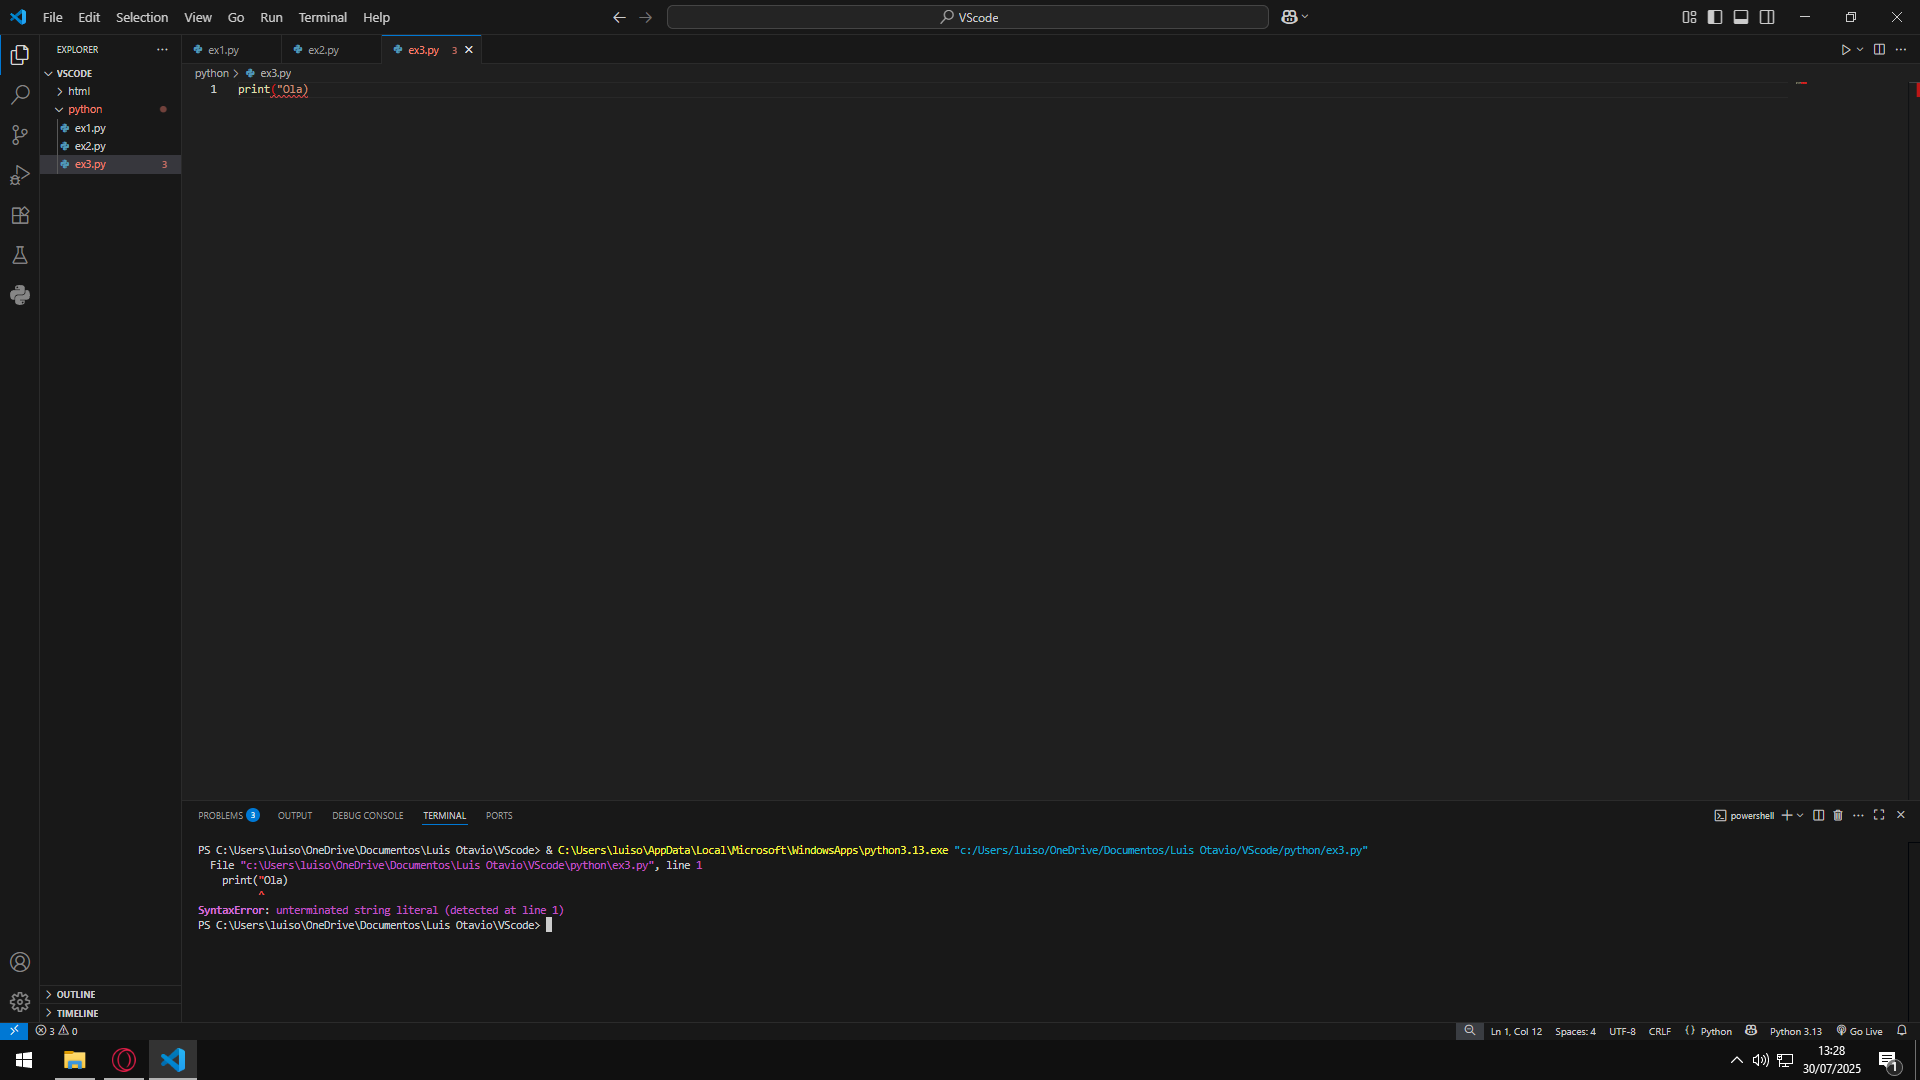 File Edit Selection View Go Run Terminal Help
VScode
EXPLORER
ex1.py
ex2.py
ex3.py 3
VSCODE
html
python
ex1.py
ex2.py
ex3.py 3
python > ex3.py
1 print("Ola)
PROBLEMS 3 OUTPUT DEBUG CONSOLE TERMINAL PORTS
powershell
PS C:\Users\luiso\OneDrive\Documentos\Luis Otavio\VScode> & C:\Users\luiso\AppData\Local\Microsoft\WindowsApps\python3.13.exe "c:/Users/luiso/OneDrive/Documentos/Luis Otavio/VScode/python/ex3.py"
File "c:\Users\luiso\OneDrive\Documentos\Luis Otavio\VScode\python\ex3.py", line 1
print("Ola)
^
SyntaxError: unterminated string literal (detected at line 1)
PS C:\Users\luiso\OneDrive\Documentos\Luis Otavio\VScode>
OUTLINE
TIMELINE
3 0
Ln 1, Col 12 Spaces: 4 UTF-8 CRLF {} Python Python 3.13 Go Live
13:28
30/07/2025
1